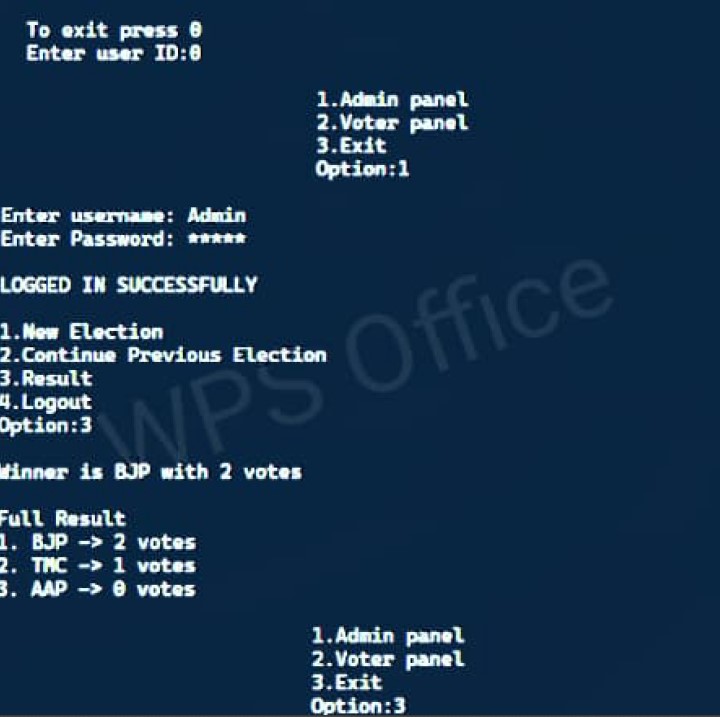 To exit press 0
Enter user ID:0
1.Admin panel
2.Voter panel
3.Exit
Option:1
Enter username: Admin
Enter Password: *****
LOGGED IN SUCCESSFULLY
1.New Election
2.Continue Previous Election
3.Result
4.Logout
Option:3
Winner is BJP with 2 votes
Full Result
1. BJP -> 2 votes
2. TMC -> 1 votes
3. AAP -> 0 votes
1.Admin panel
2.Voter panel
3.Exit
Option:3
WPS Office